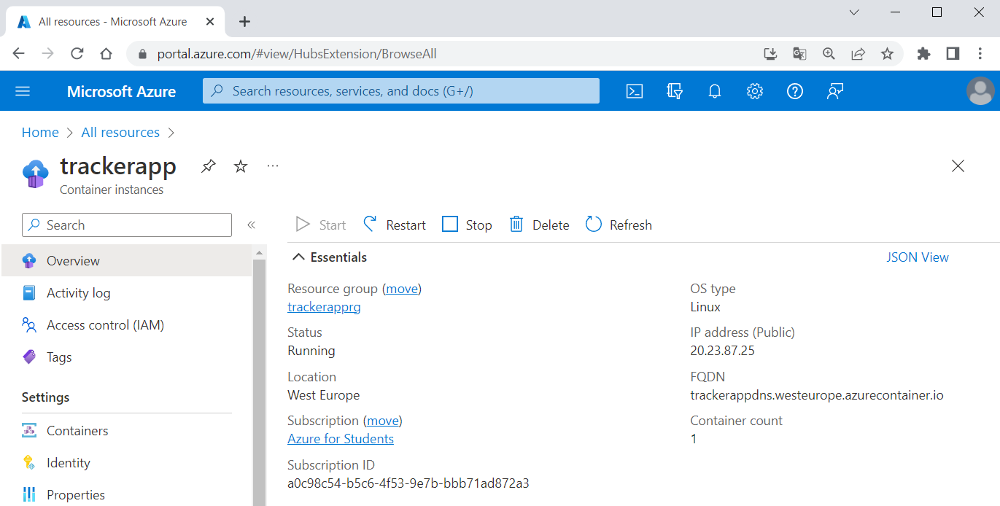 All resources - Microsoft Azure
portal.azure.com/#view/HubsExtension/BrowseAll
Microsoft Azure
Search resources, services, and docs (G+/)
Home > All resources >
trackerapp
Container instances
Search
Start Restart Stop Delete Refresh
Essentials
JSON View
Overview
Activity log
Access control (IAM)
Tags
Settings
Containers
Identity
Properties
Resource group (move)
trackerapprg
Status
Running
Location
West Europe
Subscription (move)
Azure for Students
Subscription ID
a0c98c54-b5c6-4f53-9e7b-bbb71ad872a3
OS type
Linux
IP address (Public)
20.23.87.25
FQDN
trackerappdns.westeurope.azurecontainer.io
Container count
1